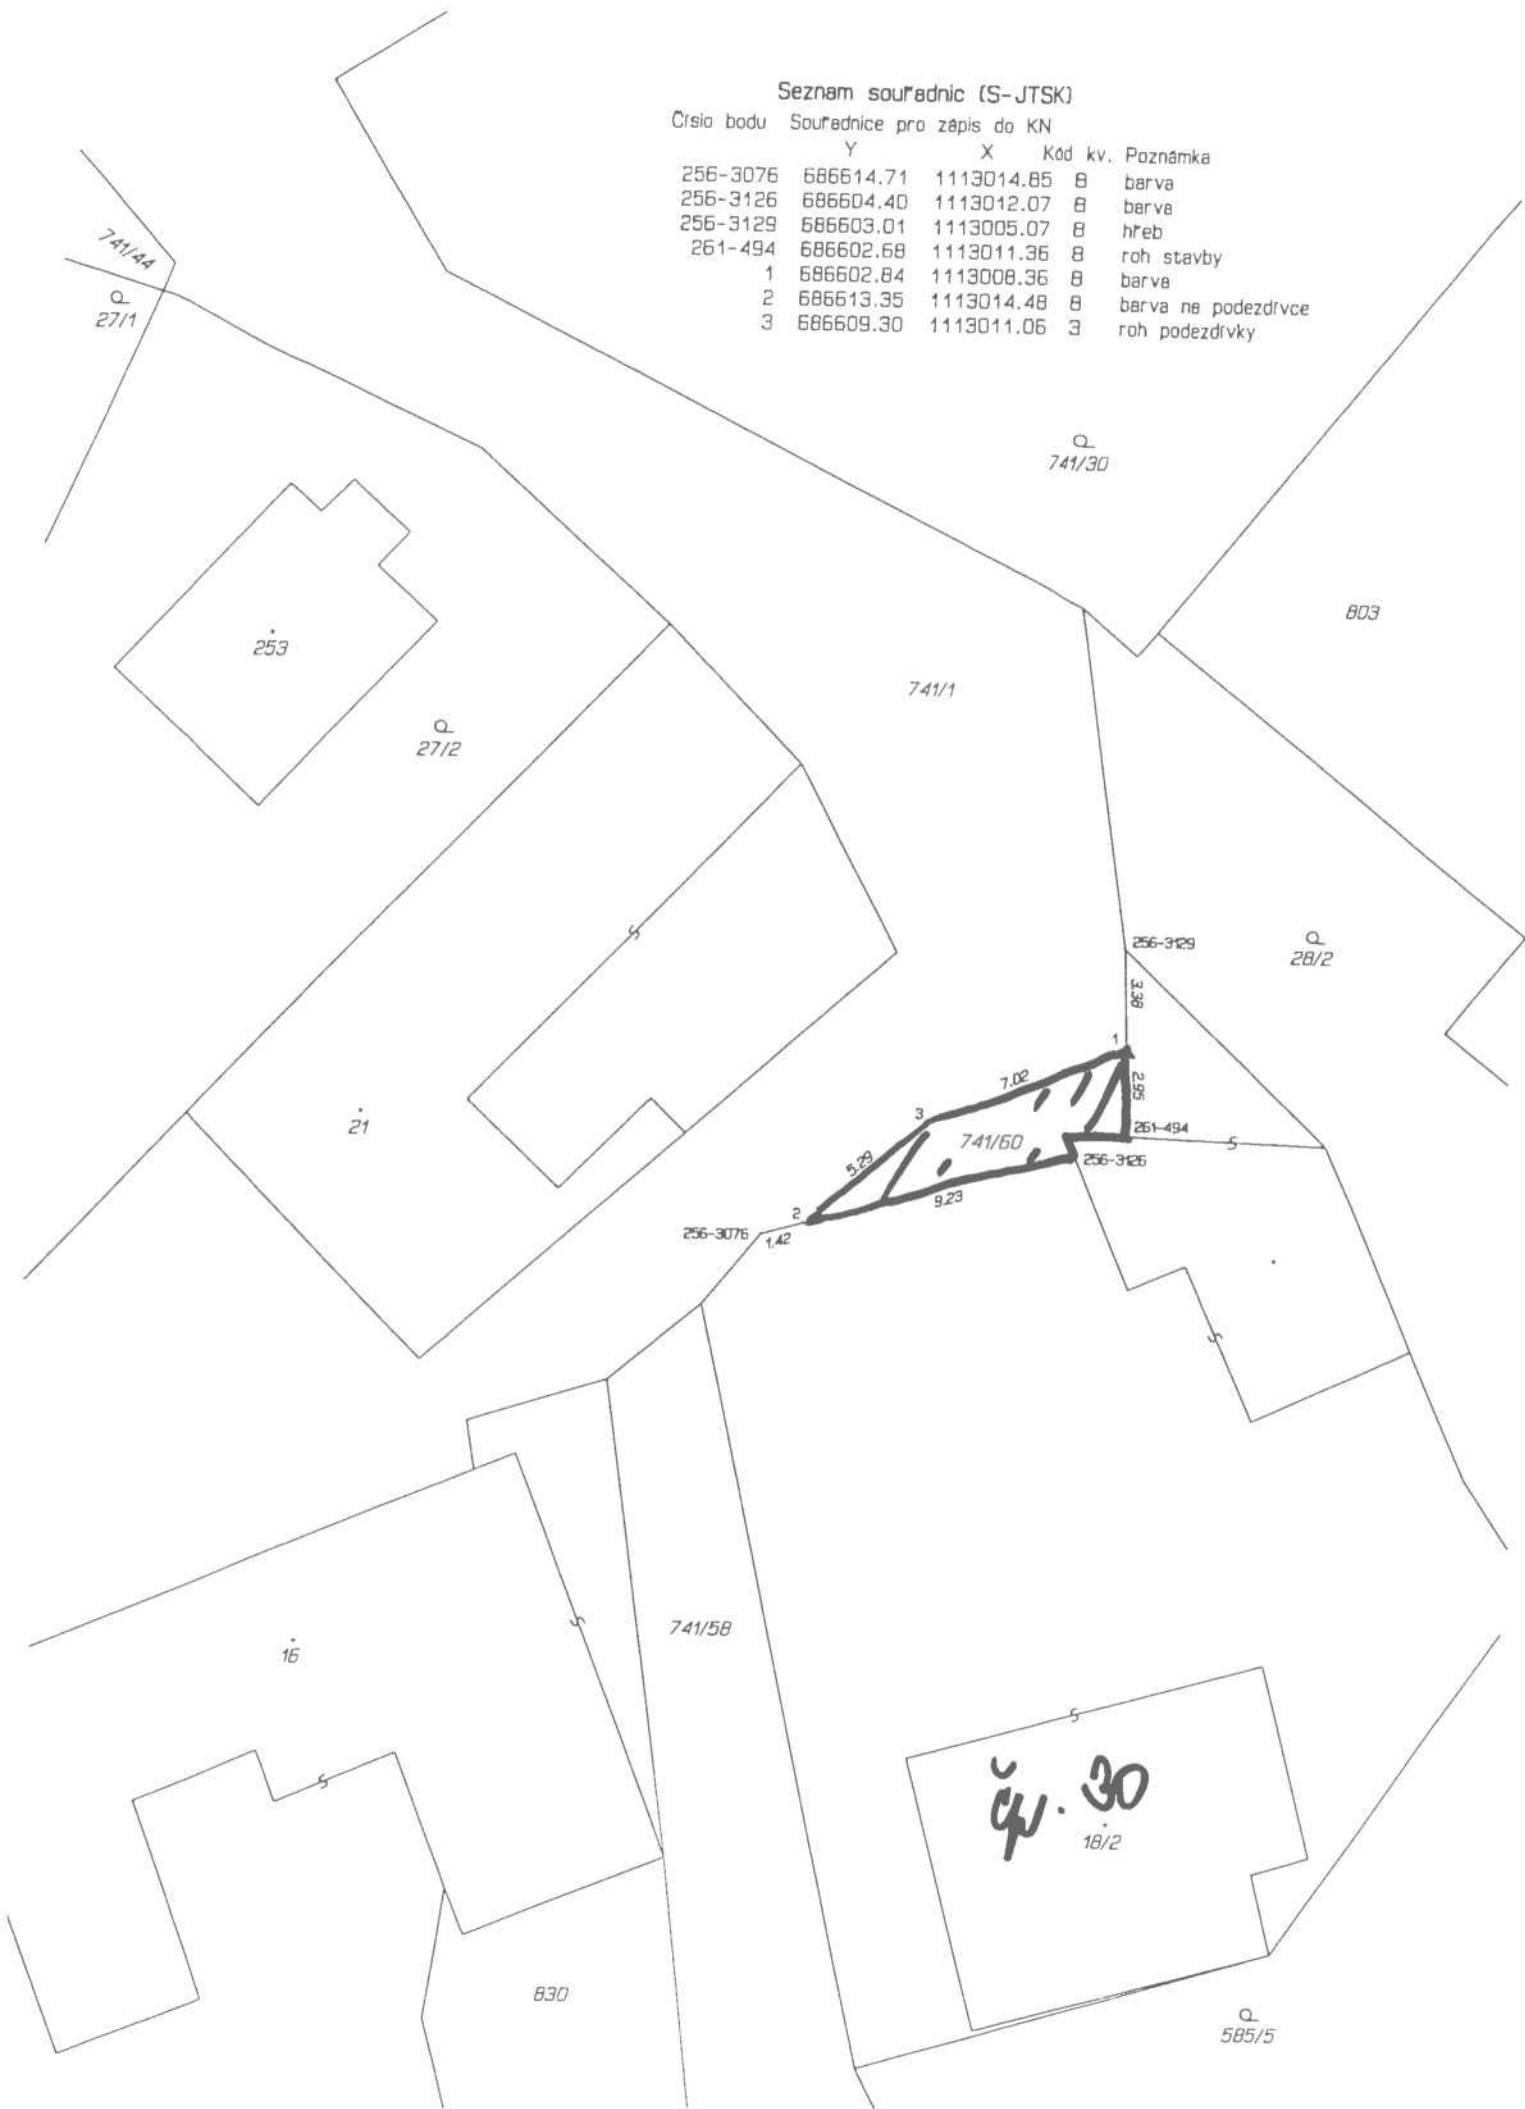 Seznam souřadnic (S-JTSK)
Číslo bodu Souřadnice pro zápis do KN
Y X Kód kv. Poznámka
256-3076 686614.71 1113014.85 8 barva
256-3126 686604.40 1113012.07 8 barva
256-3129 686603.01 1113005.07 8 hřeb
261-494 686602.68 1113011.36 8 roh stavby
1 686602.84 1113008.36 8 barva
2 686613.35 1113014.48 8 barva na podezdívce
3 686609.30 1113011.06 3 roh podezdívky
741/44
27/1
741/30
803
253
741/1
27/2
256-3129
28/2
3.38
1
7.02
2.95
3
21
741/60
261-494
256-3126
5.29
9.23
2
256-3076
1.42
741/58
16
čp. 30
18/2
830
585/5